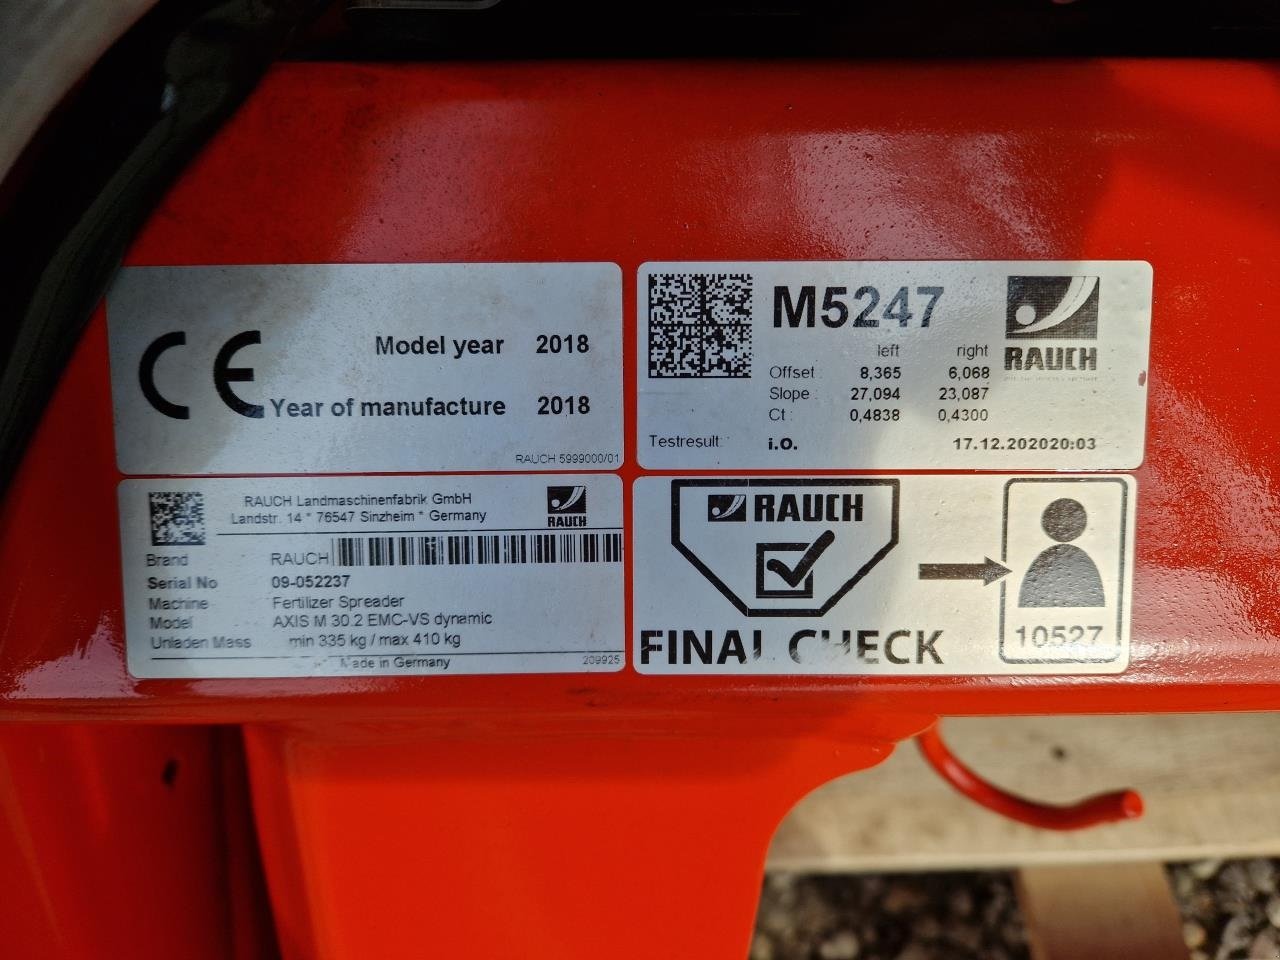 CE
Model year 2018
Year of manufacture 2018
RAUCH 5999000/01
M5247
RAUCH
left right
Offset : 8,365 6,068
Slope : 27,094 23,087
Ct : 0,4838 0,4300
Testresult: i.O. 17.12.202020:03
RAUCH Landmaschinenfabrik GmbH
Landstr. 14 * 76547 Sinzheim * Germany
RAUCH
Brand RAUCH
Serial No 09-052237
Machine Fertilizer Spreader
Model AXIS M 30.2 EMC-VS dynamic
Unladen Mass min 335 kg / max 410 kg
Made in Germany
209925
RAUCH
FINAL CHECK
10527